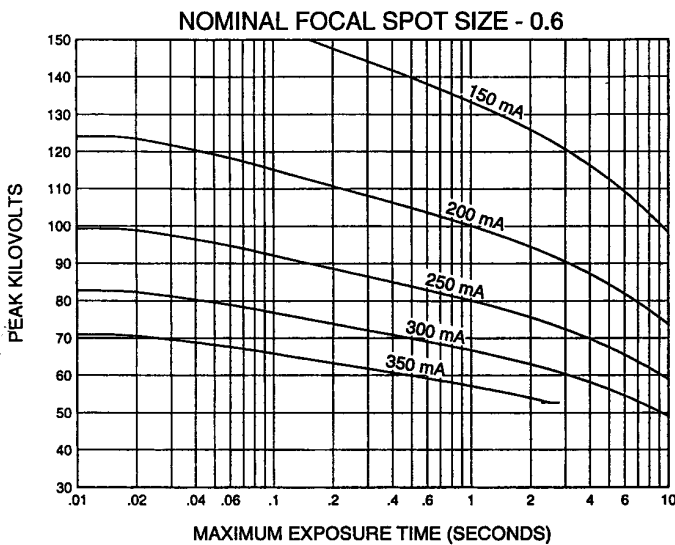 NOMINAL FOCAL SPOT SIZE - 0.6
150
140
130
120
110
100
90
80
70
60
50
40
30
PEAK KILOVOLTS
150 mA
200 mA
250 mA
300 mA
350 mA
.01 .02 .04 .06 .1 .2 .4 .6 1 2 4 6 10
MAXIMUM EXPOSURE TIME (SECONDS)